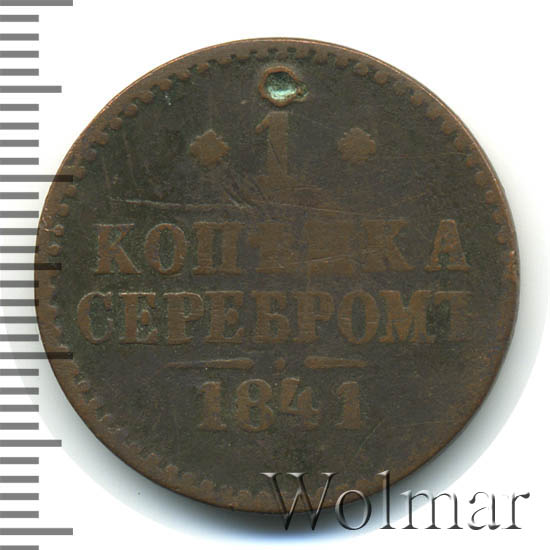 * 1 *
КОПѢЙКА
СЕРЕБРОМЪ
1841
Wolmar